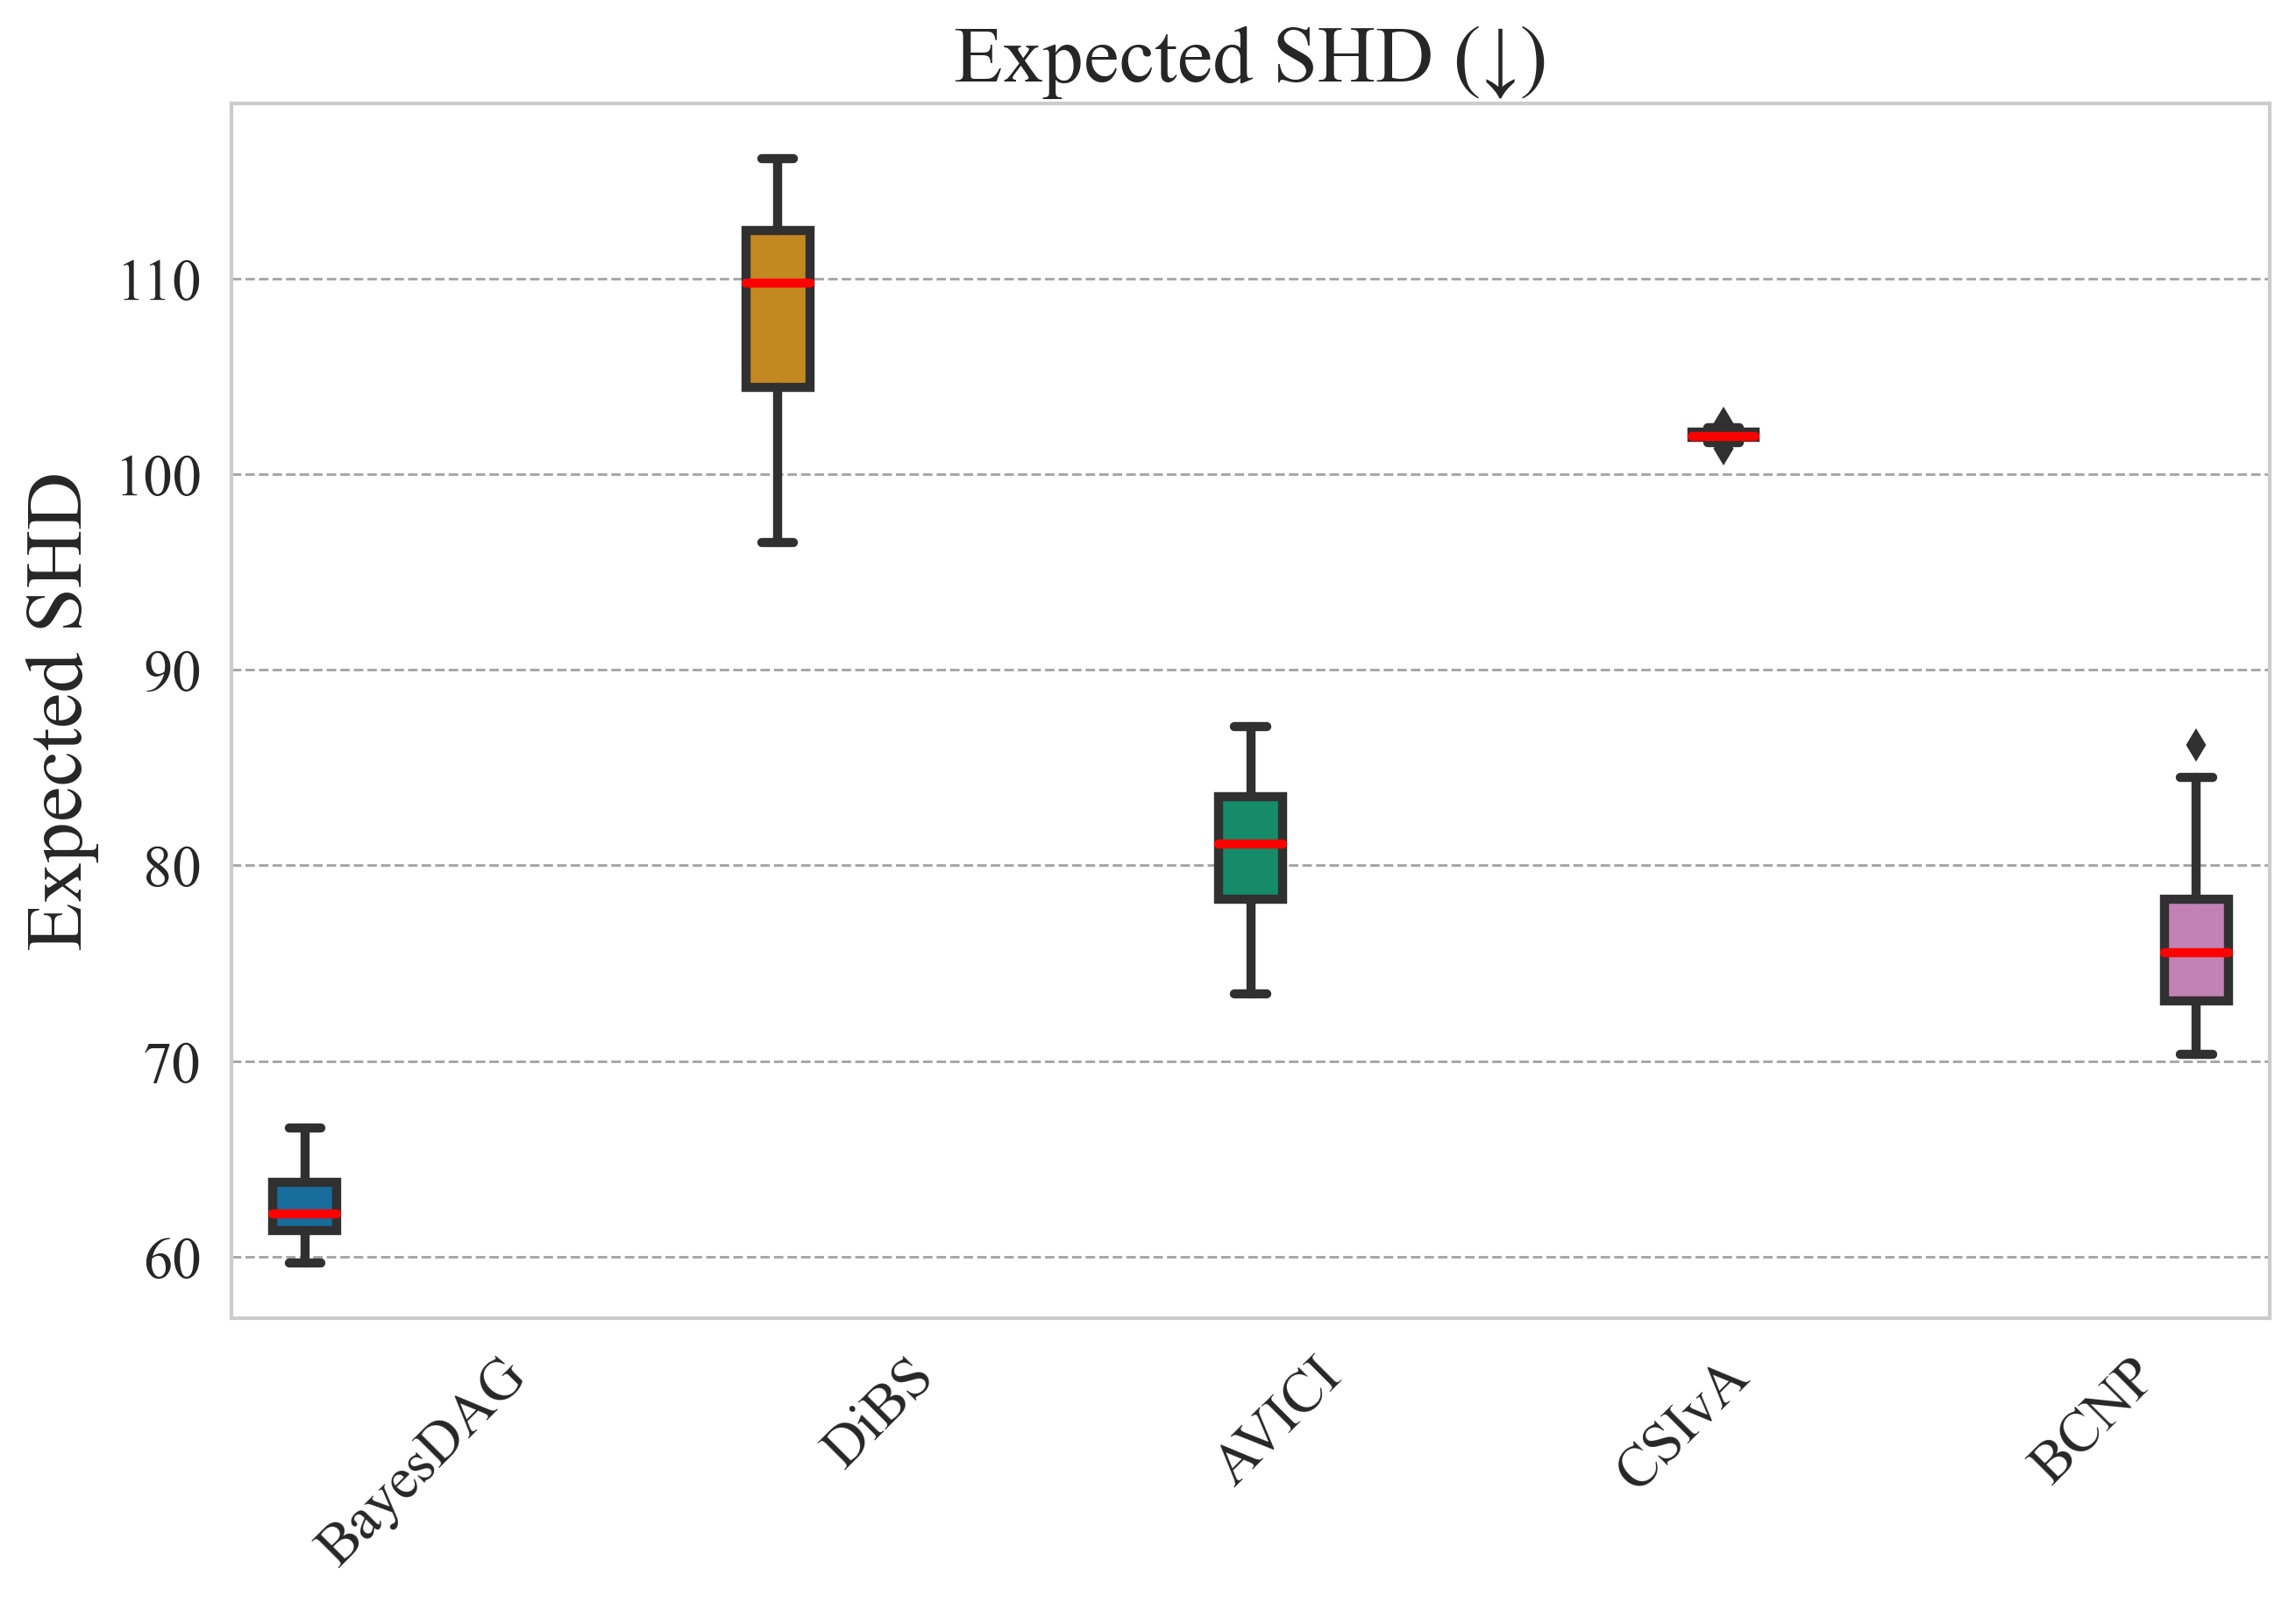 Expected SHD (↓)
Expected SHD
110
100
90
80
70
60
BayesDAG
DiBS
AVICI
CSIvA
BCNP